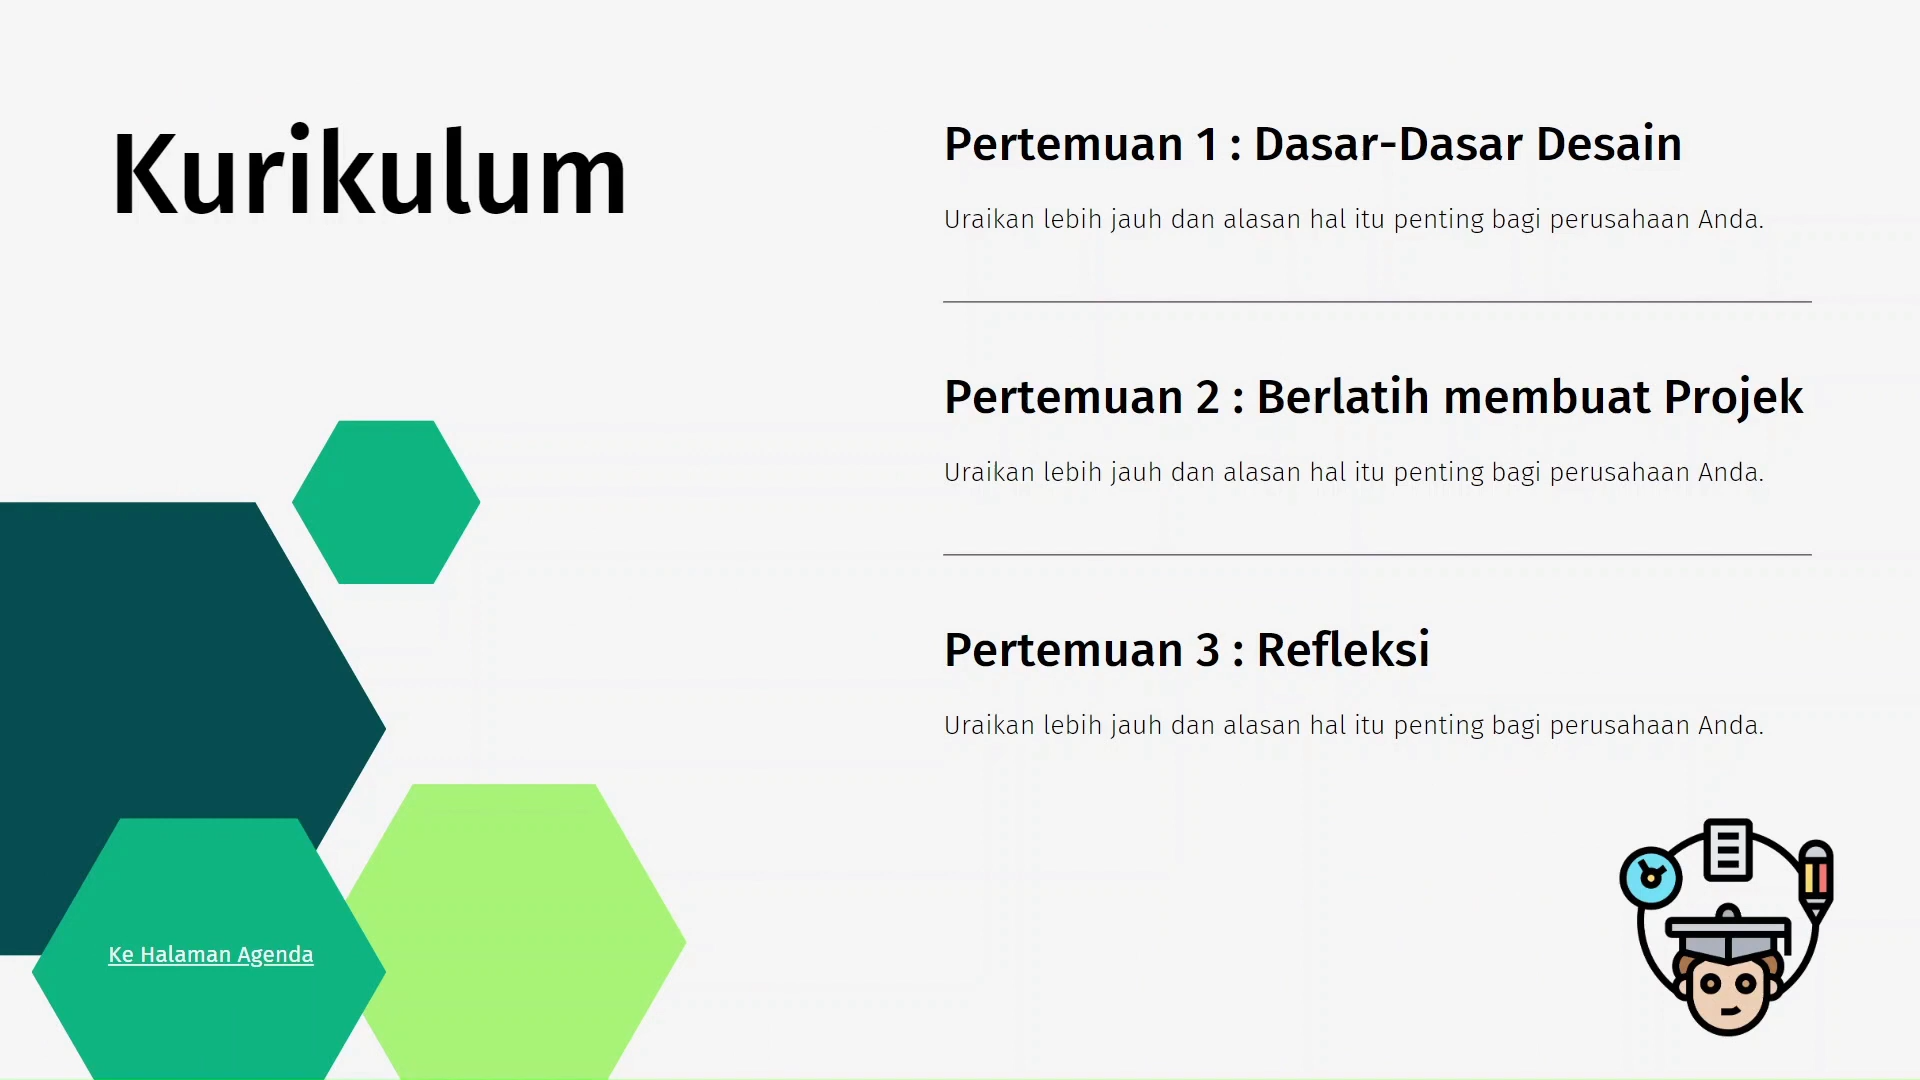 Kurikulum
Pertemuan 1 : Dasar-Dasar Desain
Uraikan lebih jauh dan alasan hal itu penting bagi perusahaan Anda.
Pertemuan 2 : Berlatih membuat Projek
Uraikan lebih jauh dan alasan hal itu penting bagi perusahaan Anda.
Pertemuan 3 : Refleksi
Uraikan lebih jauh dan alasan hal itu penting bagi perusahaan Anda.
Ke Halaman Agenda